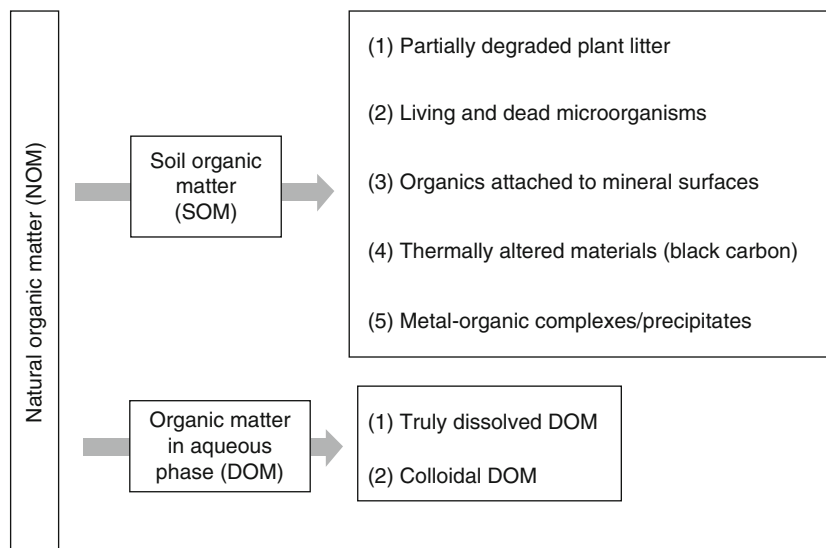 Natural organic matter (NOM)
Soil organic
matter
(SOM)
(1) Partially degraded plant litter
(2) Living and dead microorganisms
(3) Organics attached to mineral surfaces
(4) Thermally altered materials (black carbon)
(5) Metal-organic complexes/precipitates
Organic matter
in aqueous
phase (DOM)
(1) Truly dissolved DOM
(2) Colloidal DOM